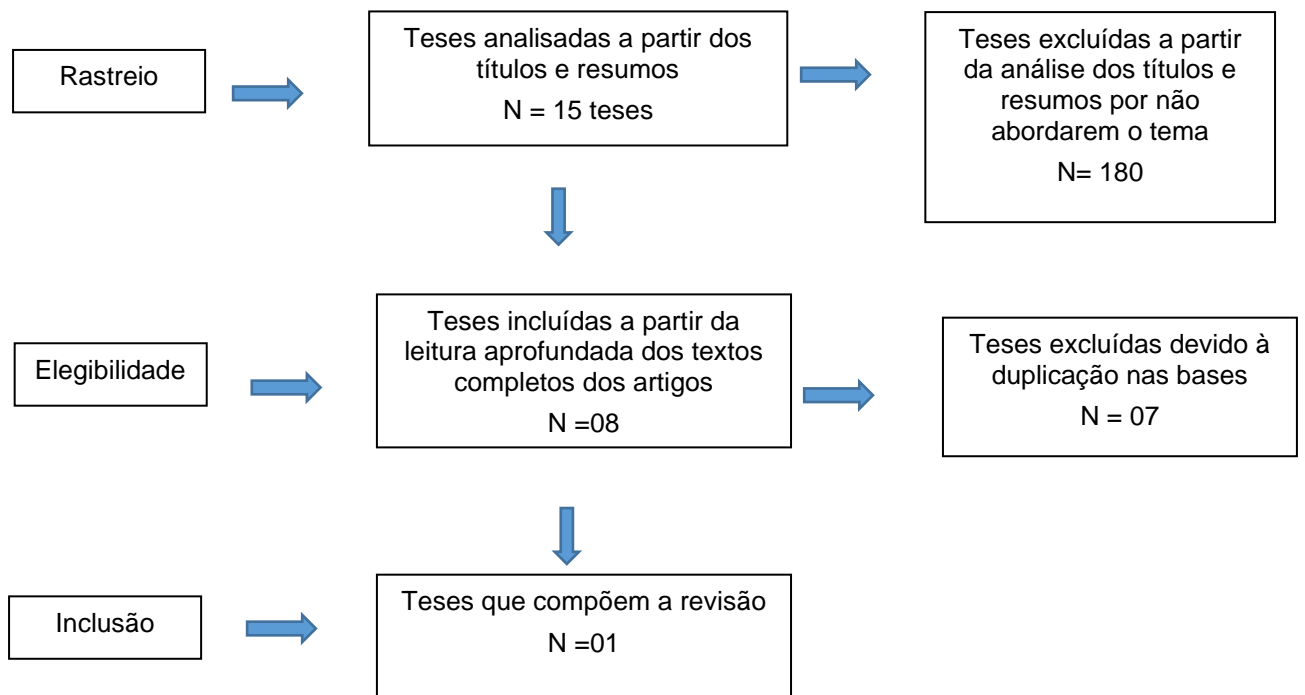 Rastreio
Teses analisadas a partir dos
títulos e resumos
N = 15 teses
Teses excluídas a partir
da análise dos títulos e
resumos por não
abordarem o tema
N= 180
Elegibilidade
Teses incluídas a partir da
leitura aprofundada dos textos
completos dos artigos
N =08
Teses excluídas devido à
duplicação nas bases
N = 07
Inclusão
Teses que compõem a revisão
N =01